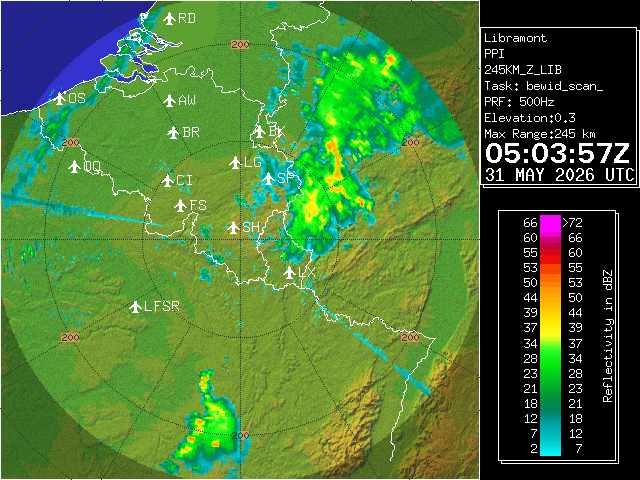 RD
200
OS
AW
BR
BK
200
200
QQ
LG
CI
SP
FS
SH
LX
LFSR
200
200
200
Libramont
PPI
245KM_Z_LIB
Task: bewid_scan_
PRF: 500Hz
Elevation:0.3
Max Range:245 km
05:03:57Z
31 MAY 2026 UTC
66 >72
60 66
55 60
53 55
50 53
44 50
39 44
37 39
34 37
28 34
23 28
21 23
18 21
12 18
7 12
2 7
Reflectivity in dBZ